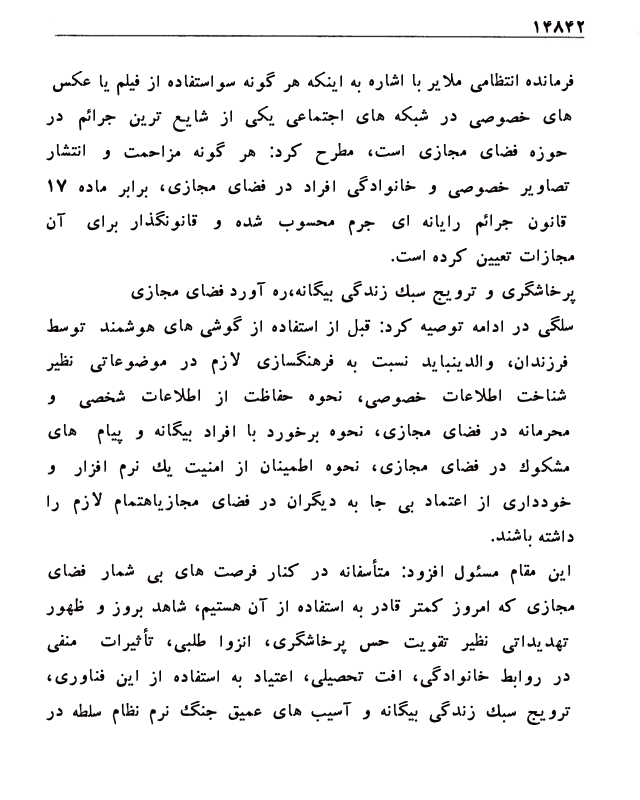 ۱۴۸۴۲
فرمانده انتظامی ملایر با اشاره به اینکه هر گونه سواستفاده از فیلم یا عکس
های خصوصی در شبکه های اجتماعی یکی از شایع ترین جرائم در
حوزه فضای مجازی است، مطرح کرد: هر گونه مزاحمت و انتشار
تصاویر خصوصی و خانوادگی افراد در فضای مجازی، برابر ماده ۱۷
قانون جرائم رایانه ای جرم محسوب شده و قانونگذار برای آن
مجازات تعیین کرده است.
پرخاشگری و ترویج سبك زندگی بیگانه،ره آورد فضای مجازی
سلگی در ادامه توصیه کرد: قبل از استفاده از گوشی های هوشمند توسط
فرزندان، والدینباید نسبت به فرهنگسازی لازم در موضوعاتی نظیر
شناخت اطلاعات خصوصی، نحوه حفاظت از اطلاعات شخصی و
محرمانه در فضای مجازی، نحوه برخورد با افراد بیگانه و پیام های
مشکوك در فضای مجازی، نحوه اطمینان از امنیت یك نرم افزار و
خودداری از اعتماد بی جا به دیگران در فضای مجازیاهتمام لازم را
داشته باشند.
این مقام مسئول افزود: متأسفانه در کنار فرصت های بی شمار فضای
مجازی که امروز کمتر قادر به استفاده از آن هستیم، شاهد بروز و ظهور
تهدیداتی نظیر تقویت حس پرخاشگری، انزوا طلبی، تأثیرات منفی
در روابط خانوادگی، افت تحصیلی، اعتیاد به استفاده از این فناوری،
ترویج سبك زندگی بیگانه و آسیب های عمیق جنگ نرم نظام سلطه در